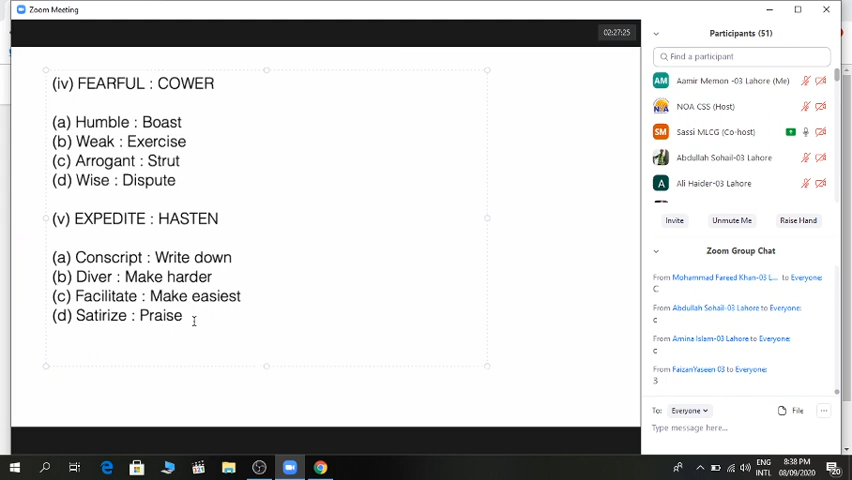 Zoom Meeting
02:27:25
(iv) FEARFUL : COWER
(a) Humble : Boast
(b) Weak : Exercise
(c) Arrogant : Strut
(d) Wise : Dispute
(v) EXPEDITE : HASTEN
(a) Conscript : Write down
(b) Diver : Make harder
(c) Facilitate : Make easiest
(d) Satirize : Praise
Participants (51)
Find a participant
AM Aamir Memon -03 Lahore (Me)
NOA NOA CSS (Host)
SM Sassi MLCG (Co-host)
Abdullah Sohail-03 Lahore
A Ali Haider-03 Lahore
Invite Unmute Me Raise Hand
Zoom Group Chat
From Mohammad Fareed Khan-03 L... to Everyone:
C
From Abdullah Sohail-03 Lahore to Everyone:
c
From Amina Islam-03 Lahore to Everyone:
c
From FaizanYaseen 03 to Everyone:
3
To: Everyone File ...
Type message here...
ENG 8:38 PM
INTL 08/09/2020 20